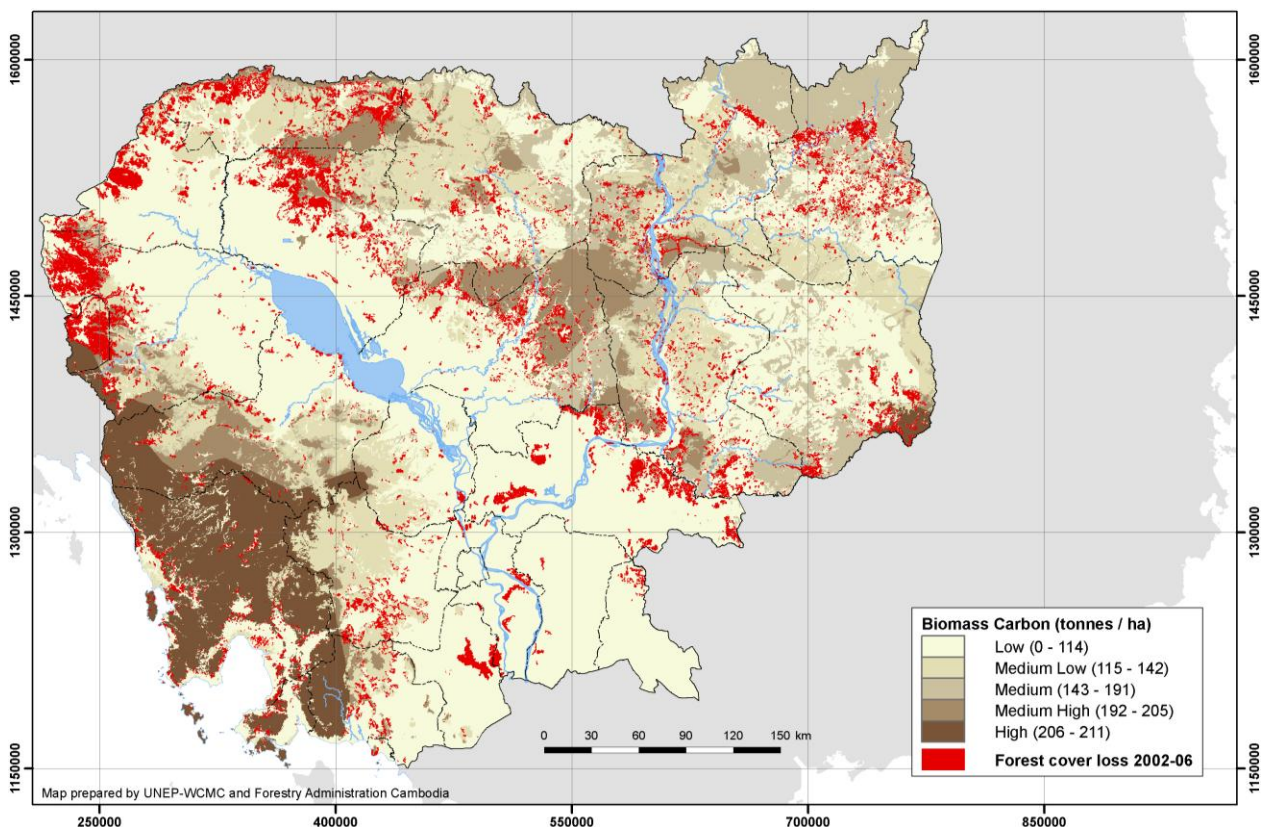 1600000
1600000
1450000
1450000
1300000
1300000
1150000
1150000
Biomass Carbon (tonnes / ha)
Low (0 - 114)
Medium Low (115 - 142)
Medium (143 - 191)
Medium High (192 - 205)
High (206 - 211)
Forest cover loss 2002-06
0 30 60 90 120 150 km
Map prepared by UNEP-WCMC and Forestry Administration Cambodia
250000 400000 550000 700000 850000